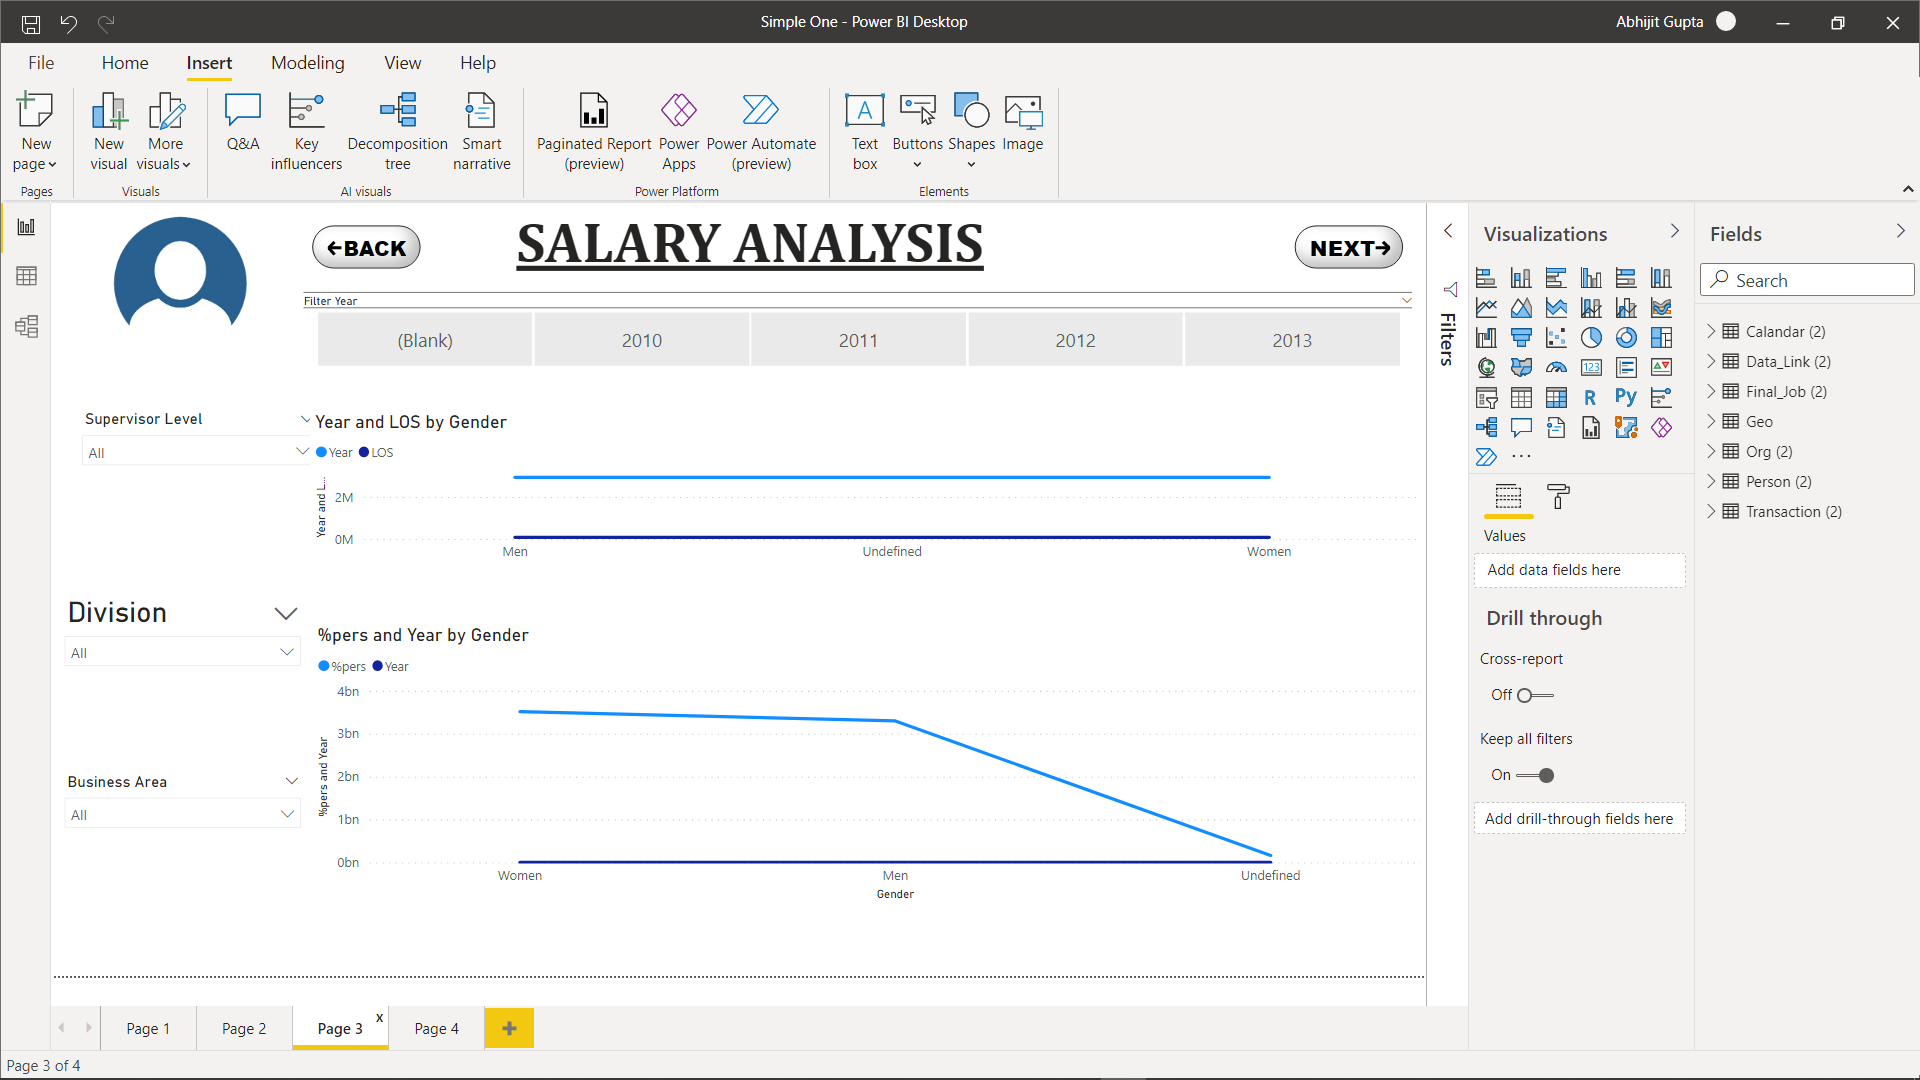 Simple One - Power BI Desktop
Abhijit Gupta
File Home Insert Modeling View Help
New page
New visual
More visuals
Q&A
Key influencers
Decomposition tree
Smart narrative
Paginated Report (preview)
Power Apps
Power Automate (preview)
Text box
Buttons
Shapes
Image
Pages
Visuals
AI visuals
Power Platform
Elements
←BACK
SALARY ANALYSIS
NEXT→
Filter Year
(Blank) 2010 2011 2012 2013
Supervisor Level
All
Year and LOS by Gender
Year LOS
Year and L...
2M
0M
Men Undefined Women
Division
All
%pers and Year by Gender
%pers Year
%pers and Year
4bn
3bn
2bn
1bn
0bn
Women Men Undefined
Gender
Business Area
All
Filters
Visualizations
123
R
Py
Values
Add data fields here
Drill through
Cross-report
Off
Keep all filters
On
Add drill-through fields here
Fields
Search
Calandar (2)
Data_Link (2)
Final_Job (2)
Geo
Org (2)
Person (2)
Transaction (2)
Page 1 Page 2 Page 3 x Page 4 +
Page 3 of 4